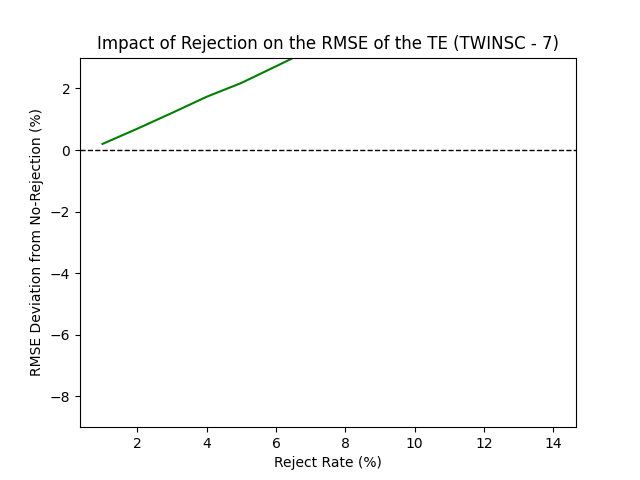 Impact of Rejection on the RMSE of the TE (TWINSC - 7)
RMSE Deviation from No-Rejection (%)
2
0
−2
−4
−6
−8
2 4 6 8 10 12 14
Reject Rate (%)